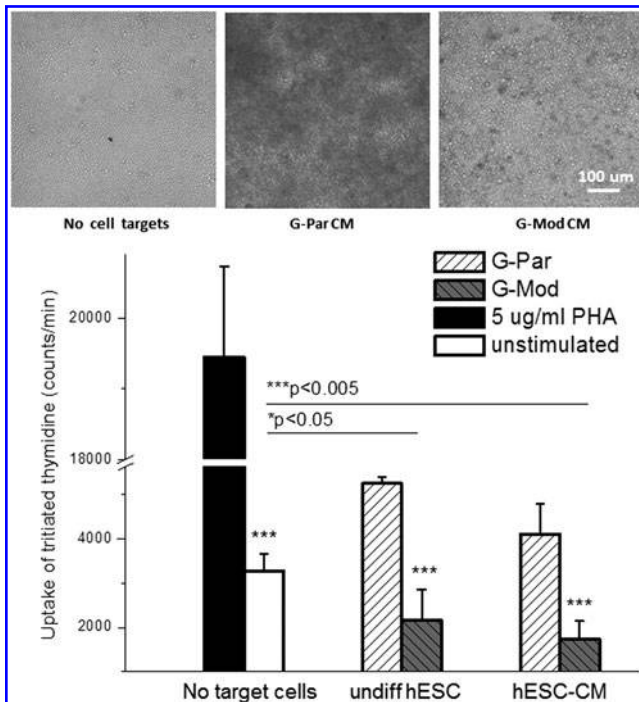 100 um
No cell targets G-Par CM G-Mod CM
G-Par
G-Mod
5 ug/ml PHA
unstimulated
20000
18000
4000
2000
Uptake of tritiated thymidine (counts/min)
***p<0.005
*p<0.05
***
***
***
No target cells undiff hESC hESC-CM